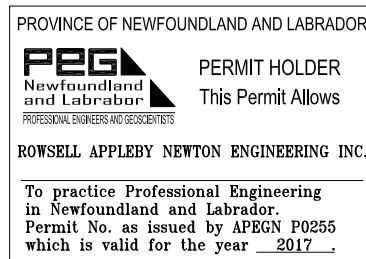 PROVINCE OF NEWFOUNDLAND AND LABRADOR
PEG
Newfoundland
and Labrabor
PROFESSIONAL ENGINEERS AND GEOSCIENTISTS
PERMIT HOLDER
This Permit Allows
ROWSELL APPLEBY NEWTON ENGINEERING INC.
To practice Professional Engineering
in Newfoundland and Labrador.
Permit No. as issued by APEGN P0255
which is valid for the year 2017 .